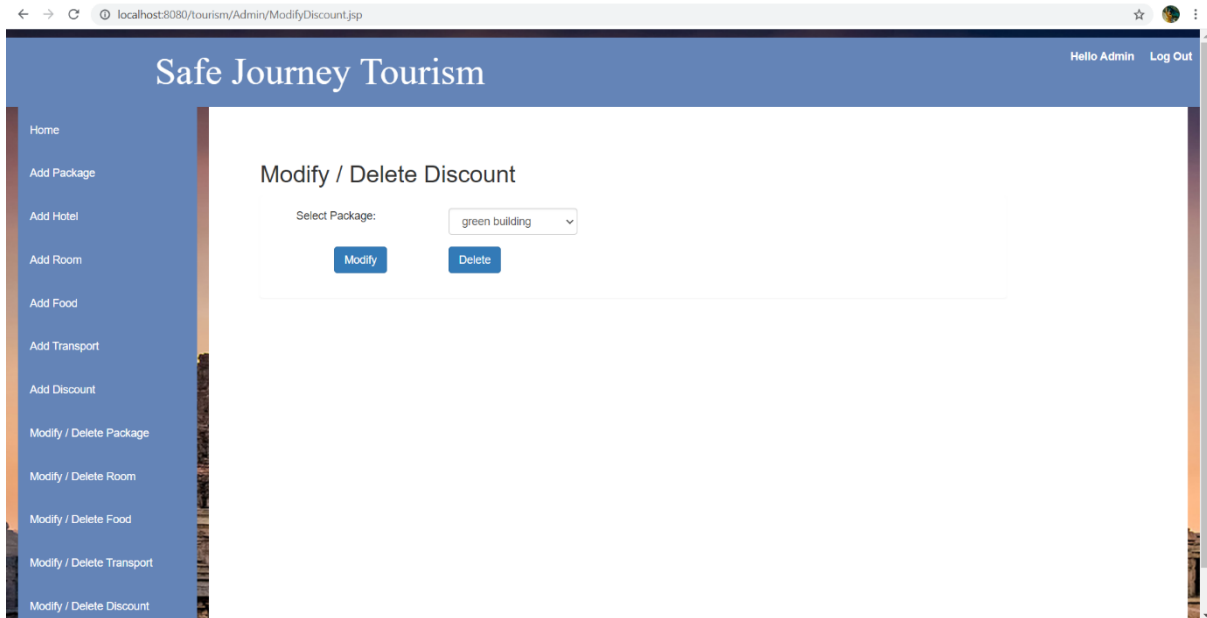 localhost:8080/tourism/Admin/ModifyDiscount.jsp
Safe Journey Tourism
Hello Admin Log Out
Home
Add Package
Add Hotel
Add Room
Add Food
Add Transport
Add Discount
Modify / Delete Package
Modify / Delete Room
Modify / Delete Food
Modify / Delete Transport
Modify / Delete Discount
Modify / Delete Discount
Select Package: green building
Modify Delete